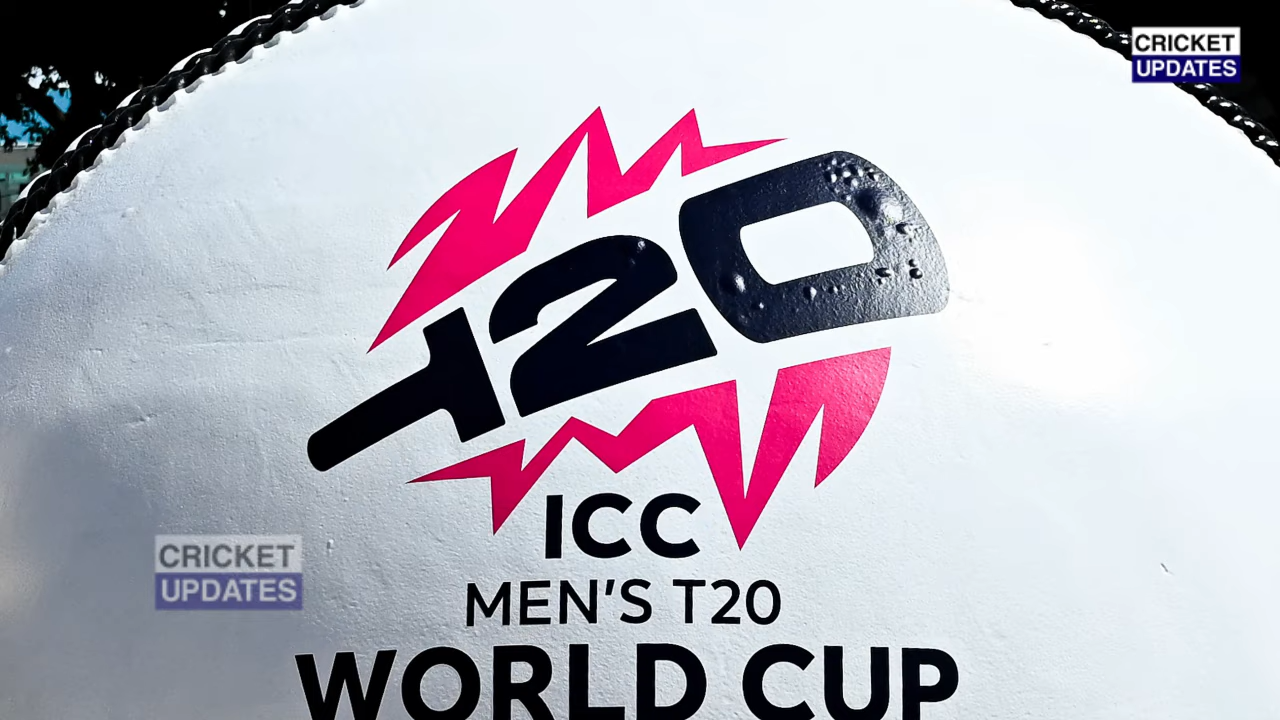 CRICKET
UPDATES
T20
ICC
MEN'S T20
WORLD CUP
CRICKET
UPDATES